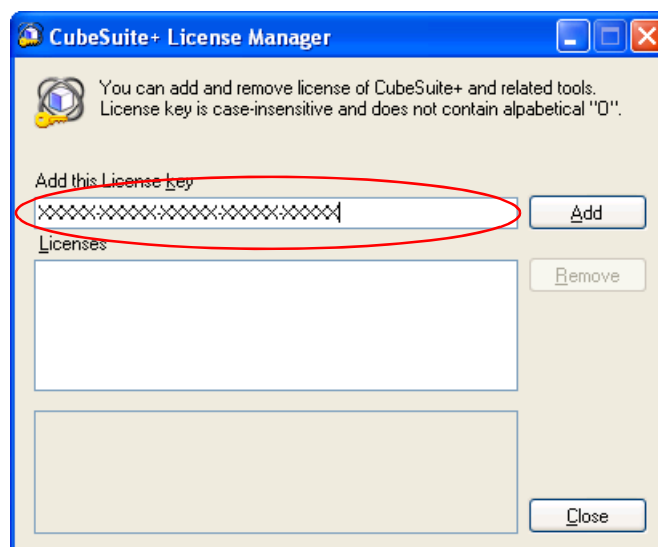 CubeSuite+ License Manager
You can add and remove license of CubeSuite+ and related tools.
License key is case-insensitive and does not contain alpabetical "O".
Add this License key
XXXXX-XXXXX-XXXXX-XXXXX-XXXXX
Add
Licenses
Remove
Close